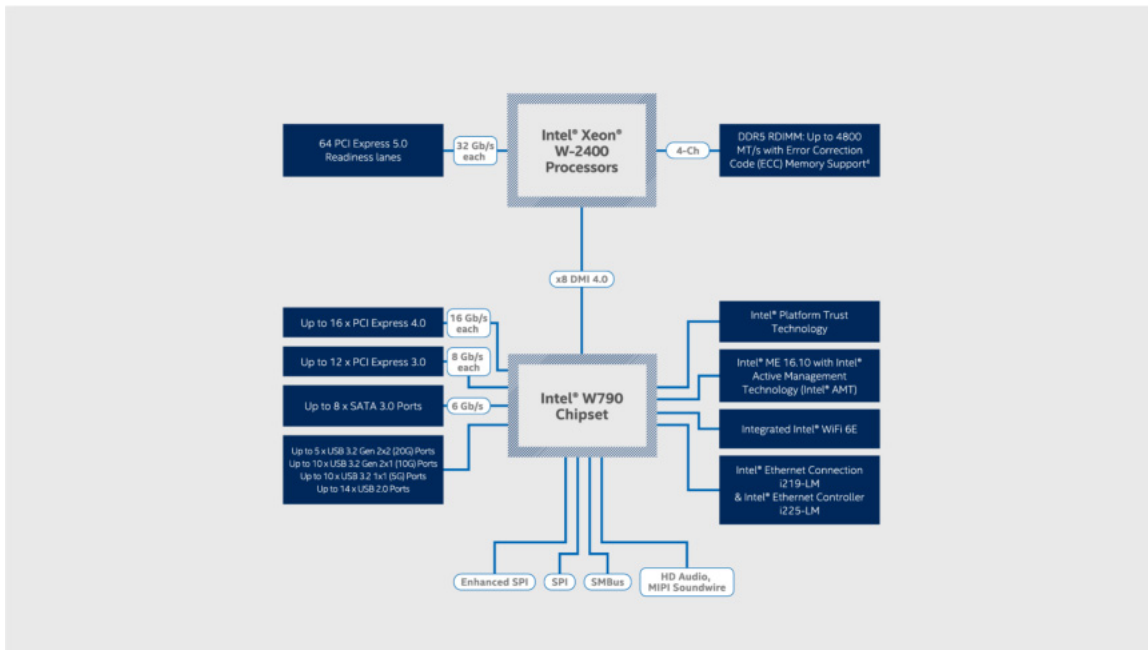 64 PCI Express 5.0
Readiness lanes
32 Gb/s
each
Intel® Xeon®
W-2400
Processors
4-Ch
DDR5 RDIMM: Up to 4800
MT/s with Error Correction
Code (ECC) Memory Support⁴
x8 DMI 4.0
Up to 16 x PCI Express 4.0
16 Gb/s
each
Up to 12 x PCI Express 3.0
8 Gb/s
each
Up to 8 x SATA 3.0 Ports
6 Gb/s
Up to 5 x USB 3.2 Gen 2x2 (20G) Ports
Up to 10 x USB 3.2 Gen 2x1 (10G) Ports
Up to 10 x USB 3.2 1x1 (5G) Ports
Up to 14 x USB 2.0 Ports
Intel® W790
Chipset
Intel® Platform Trust
Technology
Intel® ME 16.10 with Intel®
Active Management
Technology (Intel® AMT)
Integrated Intel® WiFi 6E
Intel® Ethernet Connection
i219-LM
& Intel® Ethernet Controller
i225-LM
Enhanced SPI
SPI
SMBus
HD Audio,
MIPI Soundwire